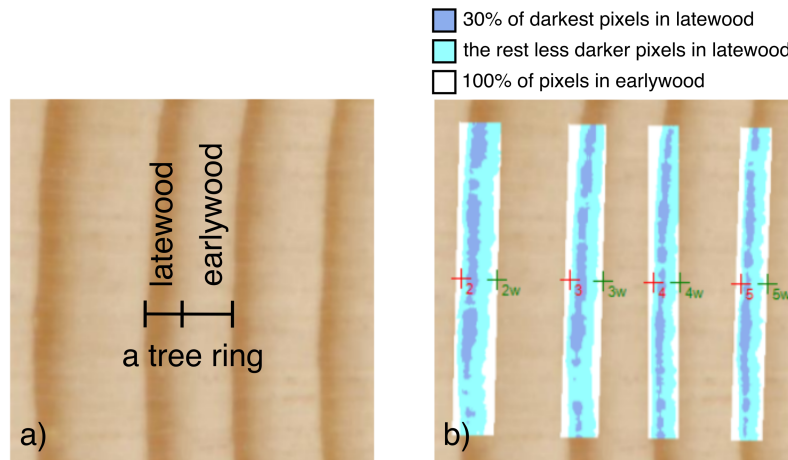 30% of darkest pixels in latewood
the rest less darker pixels in latewood
100% of pixels in earlywood
latewood
earlywood
a tree ring
a)
2
2w
3
3w
4
4w
5
5w
b)